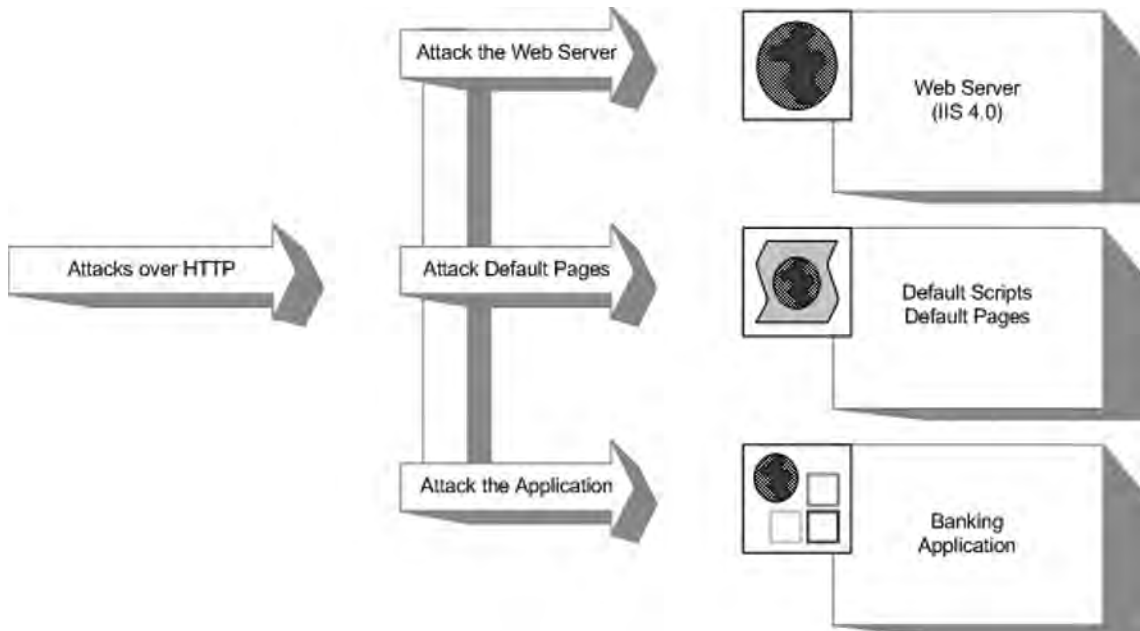 Attack the Web Server
Web Server
(IIS 4.0)
Attacks over HTTP
Attack Default Pages
Default Scripts
Default Pages
Attack the Application
Banking
Application